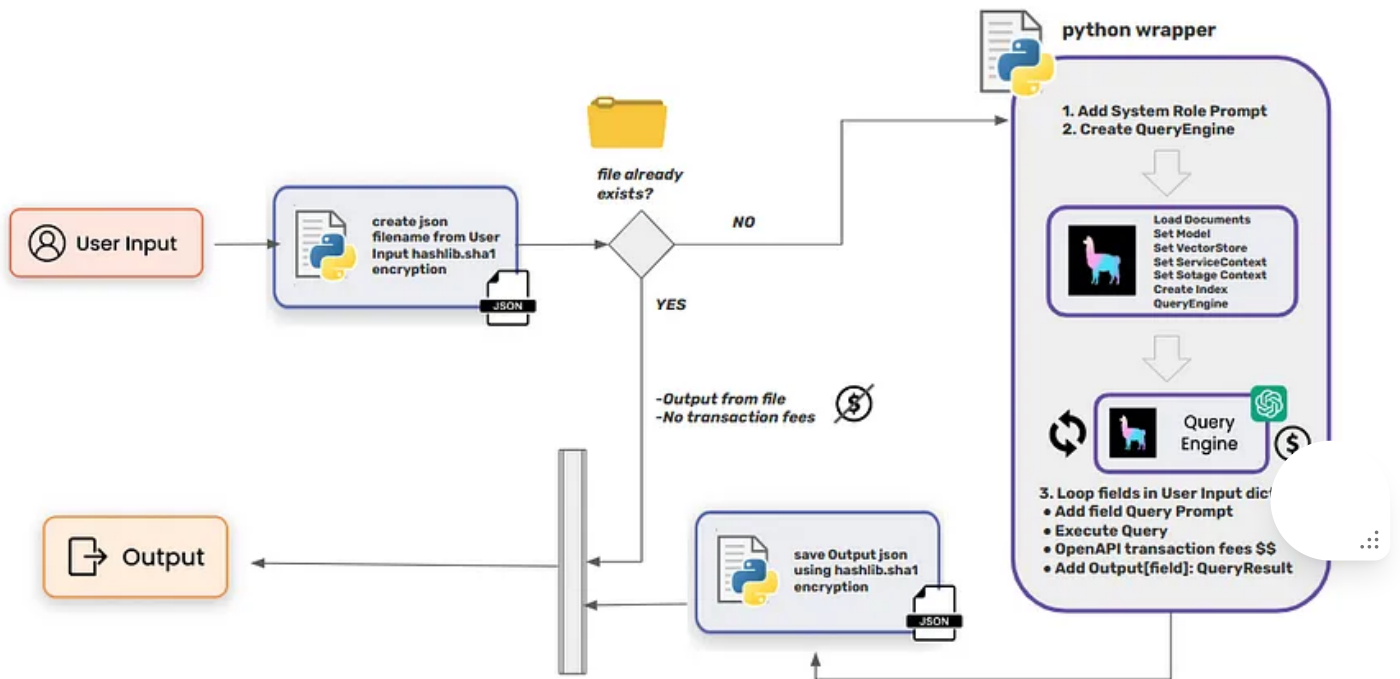 python wrapper
1. Add System Role Prompt
2. Create QueryEngine
file already
exists?
create json
filename from User
Input hashlib.sha1
encryption
JSON
User Input
NO
YES
Load Documents
Set Model
Set VectorStore
Set ServiceContext
Set Sotage Context
Create Index
QueryEngine
-Output from file
-No transaction fees
$
Query
Engine
$
3. Loop fields in User Input
• Add field Query Prompt
• Execute Query
• OpenAPI transaction fees $$
• Add Output[field]: QueryResult
Output
save Output json
using hashlib.sha1
encryption
JSON